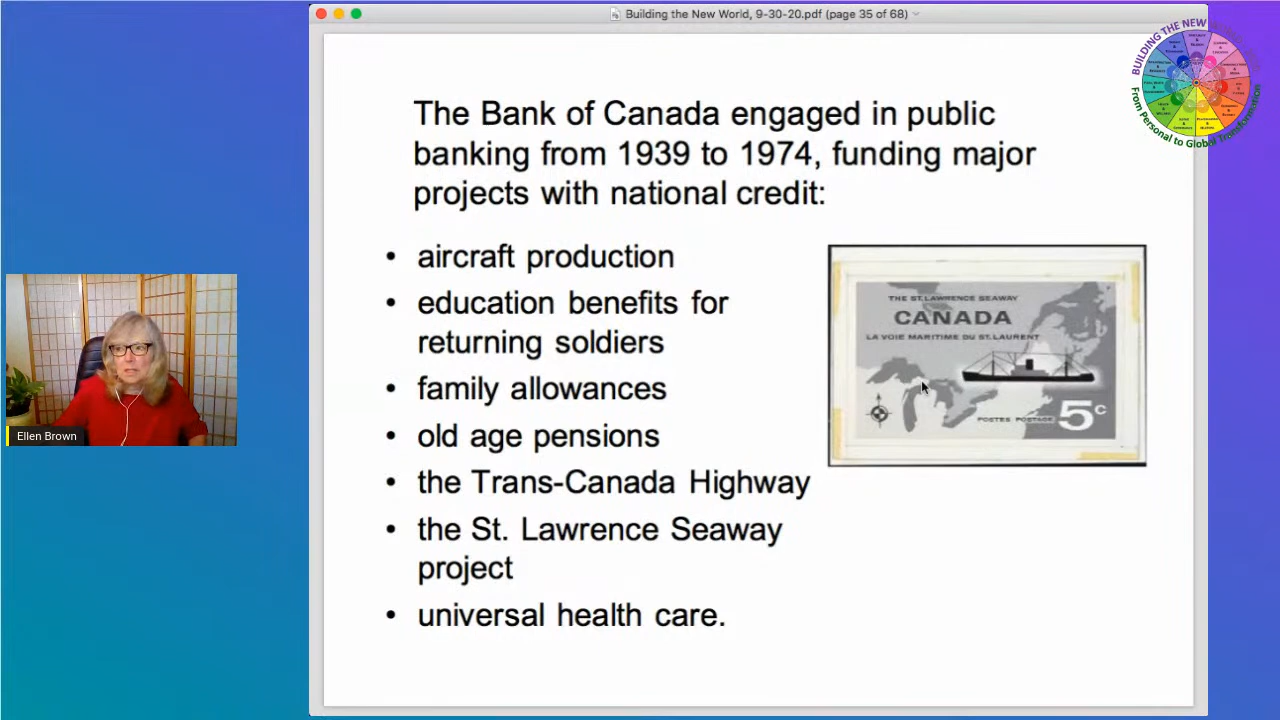 Building the New World, 9-30-20.pdf (page 35 of 68)
BUILDING THE NEW
From Personal to Global Transformation
The Bank of Canada engaged in public
banking from 1939 to 1974, funding major
projects with national credit:
• aircraft production
• education benefits for
returning soldiers
• family allowances
• old age pensions
• the Trans-Canada Highway
• the St. Lawrence Seaway
project
• universal health care.
THE ST. LAWRENCE SEAWAY
CANADA
LA VOIE MARITIME DU ST. LAURENT
POSTES POSTAGE 5c
Ellen Brown